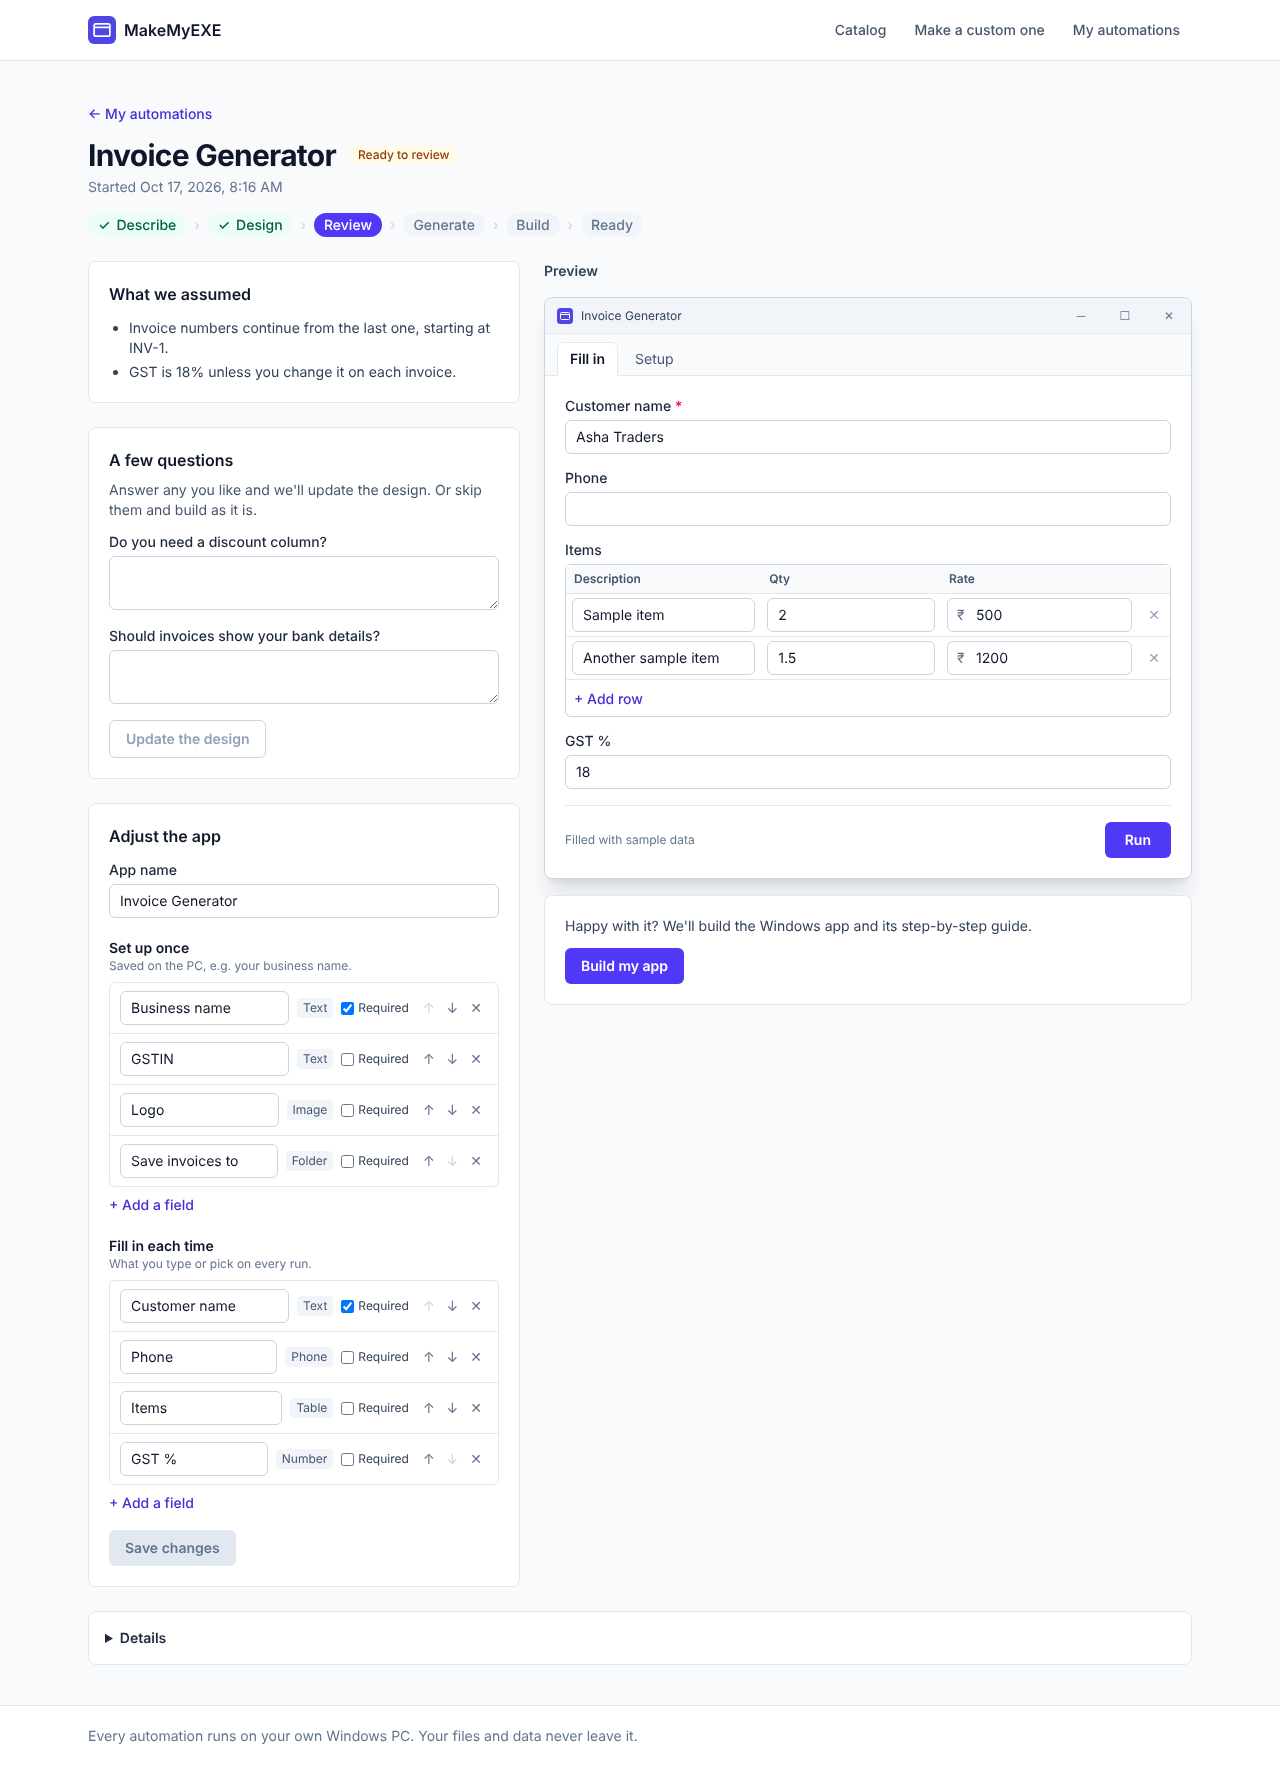 MakeMyEXE
Catalog Make a custom one My automations
← My automations
Invoice Generator Ready to review
Started Oct 17, 2026, 8:16 AM
✓ Describe › ✓ Design › Review › Generate › Build › Ready
What we assumed
• Invoice numbers continue from the last one, starting at
INV-1.
• GST is 18% unless you change it on each invoice.
A few questions
Answer any you like and we'll update the design. Or skip
them and build as it is.
Do you need a discount column?
Should invoices show your bank details?
Update the design
Adjust the app
App name
Invoice Generator
Set up once
Saved on the PC, e.g. your business name.
Business name Text Required ↑ ↓ ✕
GSTIN Text Required ↑ ↓ ✕
Logo Image Required ↑ ↓ ✕
Save invoices to Folder Required ↑ ↓ ✕
+ Add a field
Fill in each time
What you type or pick on every run.
Customer name Text Required ↑ ↓ ✕
Phone Phone Required ↑ ↓ ✕
Items Table Required ↑ ↓ ✕
GST % Number Required ↑ ↓ ✕
+ Add a field
Save changes
Preview
Invoice Generator
Fill in Setup
Customer name *
Asha Traders
Phone
Items
Description Qty Rate
Sample item 2 ₹ 500 ✕
Another sample item 1.5 ₹ 1200 ✕
+ Add row
GST %
18
Filled with sample data Run
Happy with it? We'll build the Windows app and its step-by-step guide.
Build my app
▶ Details
Every automation runs on your own Windows PC. Your files and data never leave it.